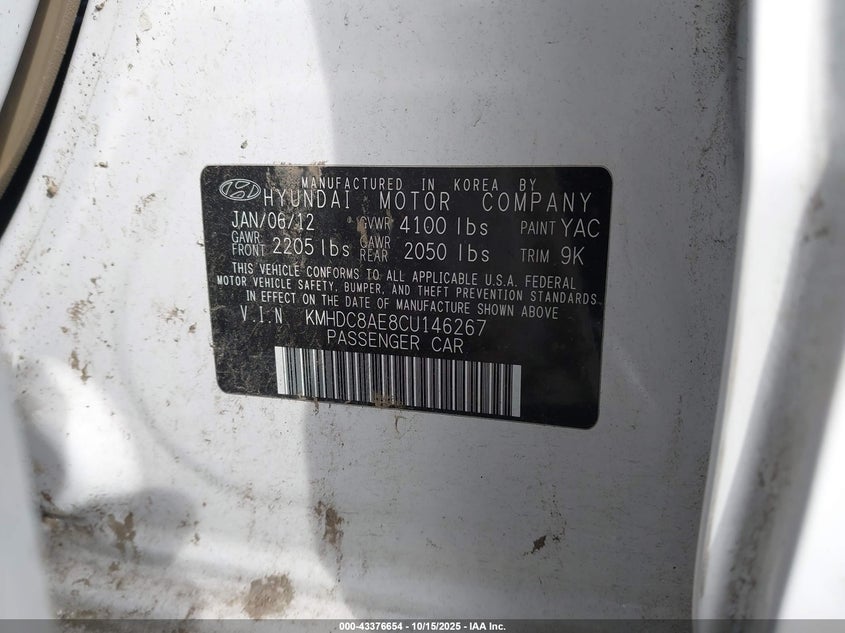 MANUFACTURED IN KOREA BY
HYUNDAI MOTOR COMPANY
JAN/06/12 GVWR 4100 lbs PAINT YAC
GAWR FRONT 2205 lbs GAWR REAR 2050 lbs TRIM 9K
THIS VEHICLE CONFORMS TO ALL APPLICABLE U.S.A. FEDERAL
MOTOR VEHICLE SAFETY, BUMPER, AND THEFT PREVENTION STANDARDS
IN EFFECT ON THE DATE OF MANUFACTURE SHOWN ABOVE
V.I.N KMHDC8AE8CU146267
PASSENGER CAR
000-43376654 - 10/15/2025 - IAA Inc.